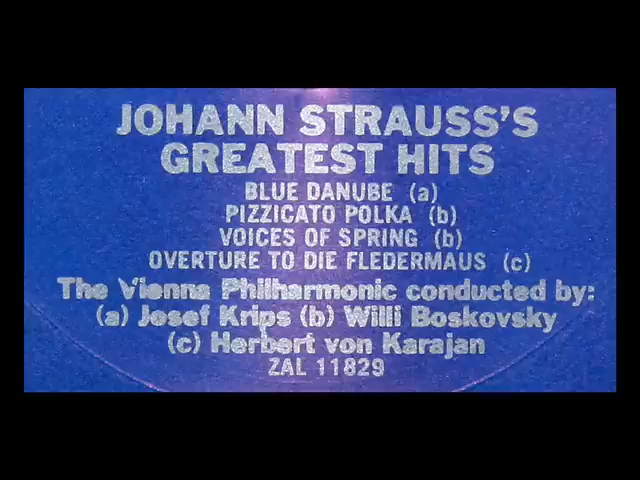 JOHANN STRAUSS'S
GREATEST HITS
BLUE DANUBE (a)
PIZZICATO POLKA (b)
VOICES OF SPRING (b)
OVERTURE TO DIE FLEDERMAUS (c)
The Vienna Philharmonic conducted by:
(a) Josef Krips (b) Willi Boskovsky
(c) Herbert von Karajan
ZAL 11829